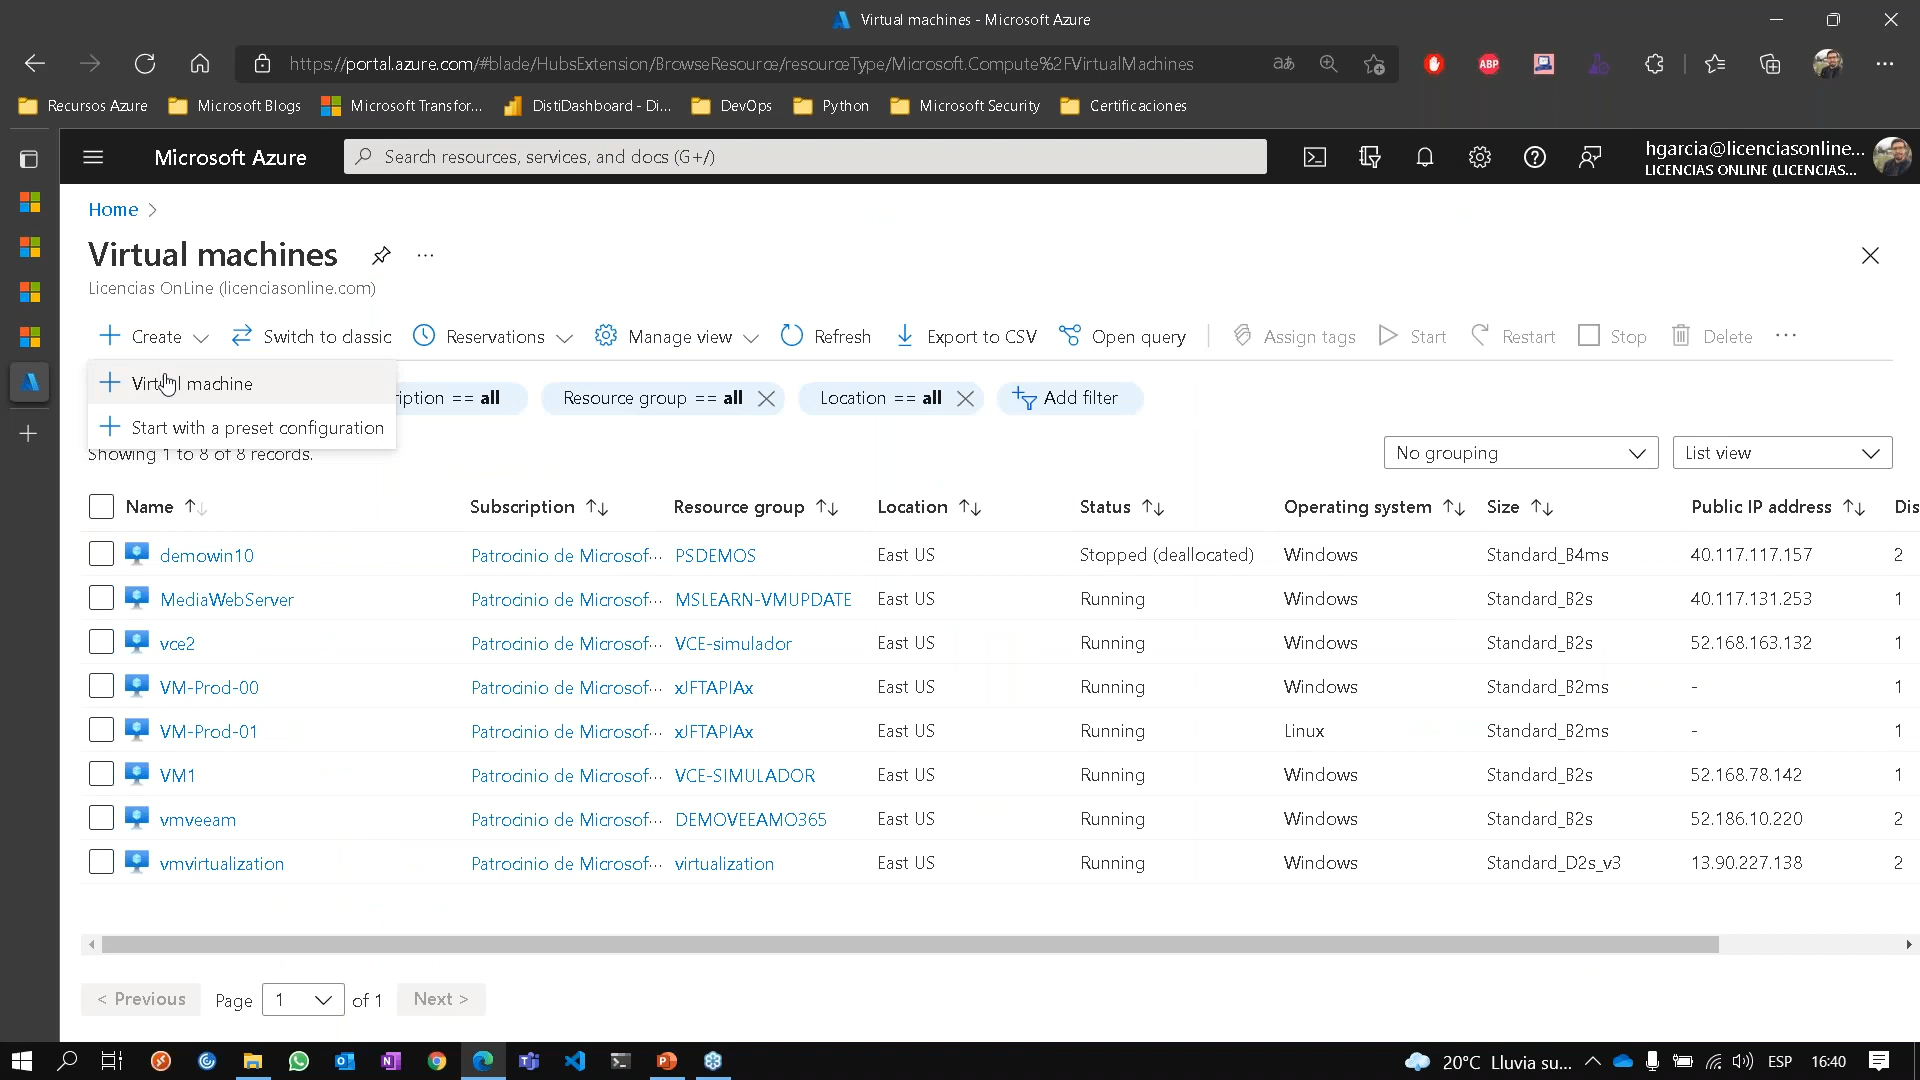 Virtual machines - Microsoft Azure
https://portal.azure.com/#blade/HubsExtension/BrowseResource/resourceType/Microsoft.Compute%2FVirtualMachines
aあ
ABP
Recursos Azure
Microsoft Blogs
Microsoft Transfor...
DistiDashboard - Di...
DevOps
Python
Microsoft Security
Certificaciones
Microsoft Azure
Search resources, services, and docs (G+/)
hgarcia@licenciasonline...
LICENCIAS ONLINE (LICENCIAS...
Home
Virtual machines
Licencias OnLine (licenciasonline.com)
Create
Switch to classic
Reservations
Manage view
Refresh
Export to CSV
Open query
Assign tags
Start
Restart
Stop
Delete
Virtual machine
Start with a preset configuration
ription == all
Resource group == all
Location == all
Add filter
Showing 1 to 8 of 8 records.
No grouping
List view
Name Subscription Resource group Location Status Operating system Size Public IP address Dis
demowin10 Patrocinio de Microsof... PSDEMOS East US Stopped (deallocated) Windows Standard_B4ms 40.117.117.157 2
MediaWebServer Patrocinio de Microsof... MSLEARN-VMUPDATE East US Running Windows Standard_B2s 40.117.131.253 1
vce2 Patrocinio de Microsof... VCE-simulador East US Running Windows Standard_B2s 52.168.163.132 1
VM-Prod-00 Patrocinio de Microsof... xJFTAPIAx East US Running Windows Standard_B2ms - 1
VM-Prod-01 Patrocinio de Microsof... xJFTAPIAx East US Running Linux Standard_B2ms - 1
VM1 Patrocinio de Microsof... VCE-SIMULADOR East US Running Windows Standard_B2s 52.168.78.142 1
vmveeam Patrocinio de Microsof... DEMOVEEAMO365 East US Running Windows Standard_B2s 52.186.10.220 2
vmvirtualization Patrocinio de Microsof... virtualization East US Running Windows Standard_D2s_v3 13.90.227.138 2
< Previous
Page 1 of 1
Next >
20°C Lluvia su...
ESP
16:40